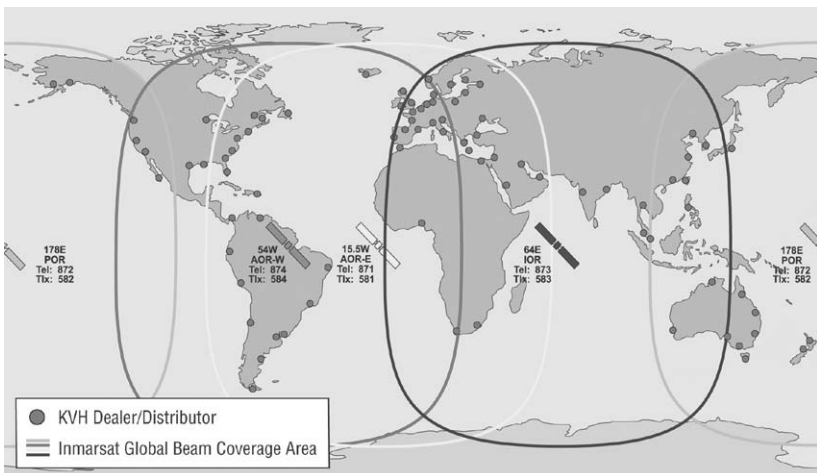 178E
POR
Tel: 872
Tlx: 582
54W
AOR-W
Tel: 874
Tlx: 584
15.5W
AOR-E
Tel: 871
Tlx: 581
64E
IOR
Tel: 873
Tlx: 583
178E
POR
Tel: 872
Tlx: 582
KVH Dealer/Distributor
Inmarsat Global Beam Coverage Area